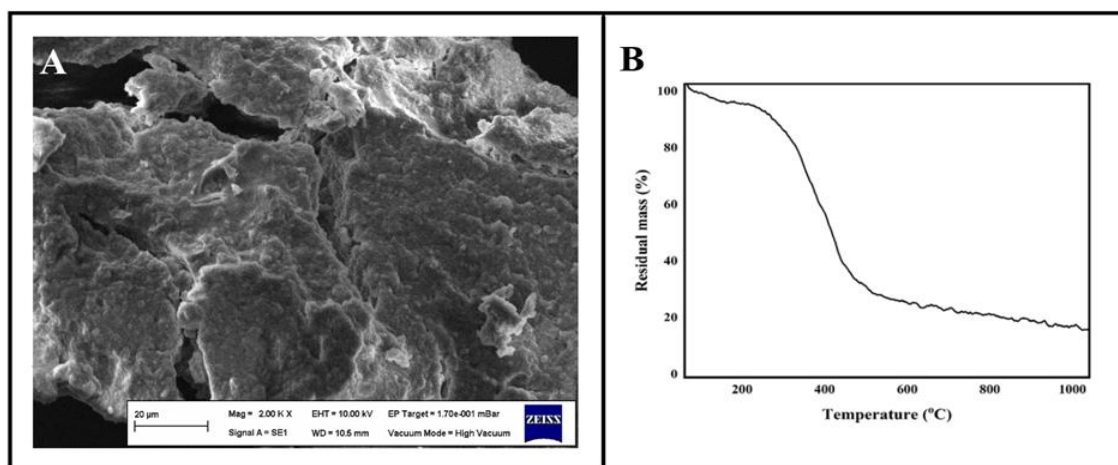 A
20 µm
Mag = 2.00 K X EHT = 10.00 kV EP Target = 1.70e-001 mBar
Signal A = SE1 WD = 10.5 mm Vacuum Mode = High Vacuum
ZEISS
B
100
80
60
40
20
0
Residual mass (%)
200 400 600 800 1000
Temperature (°C)